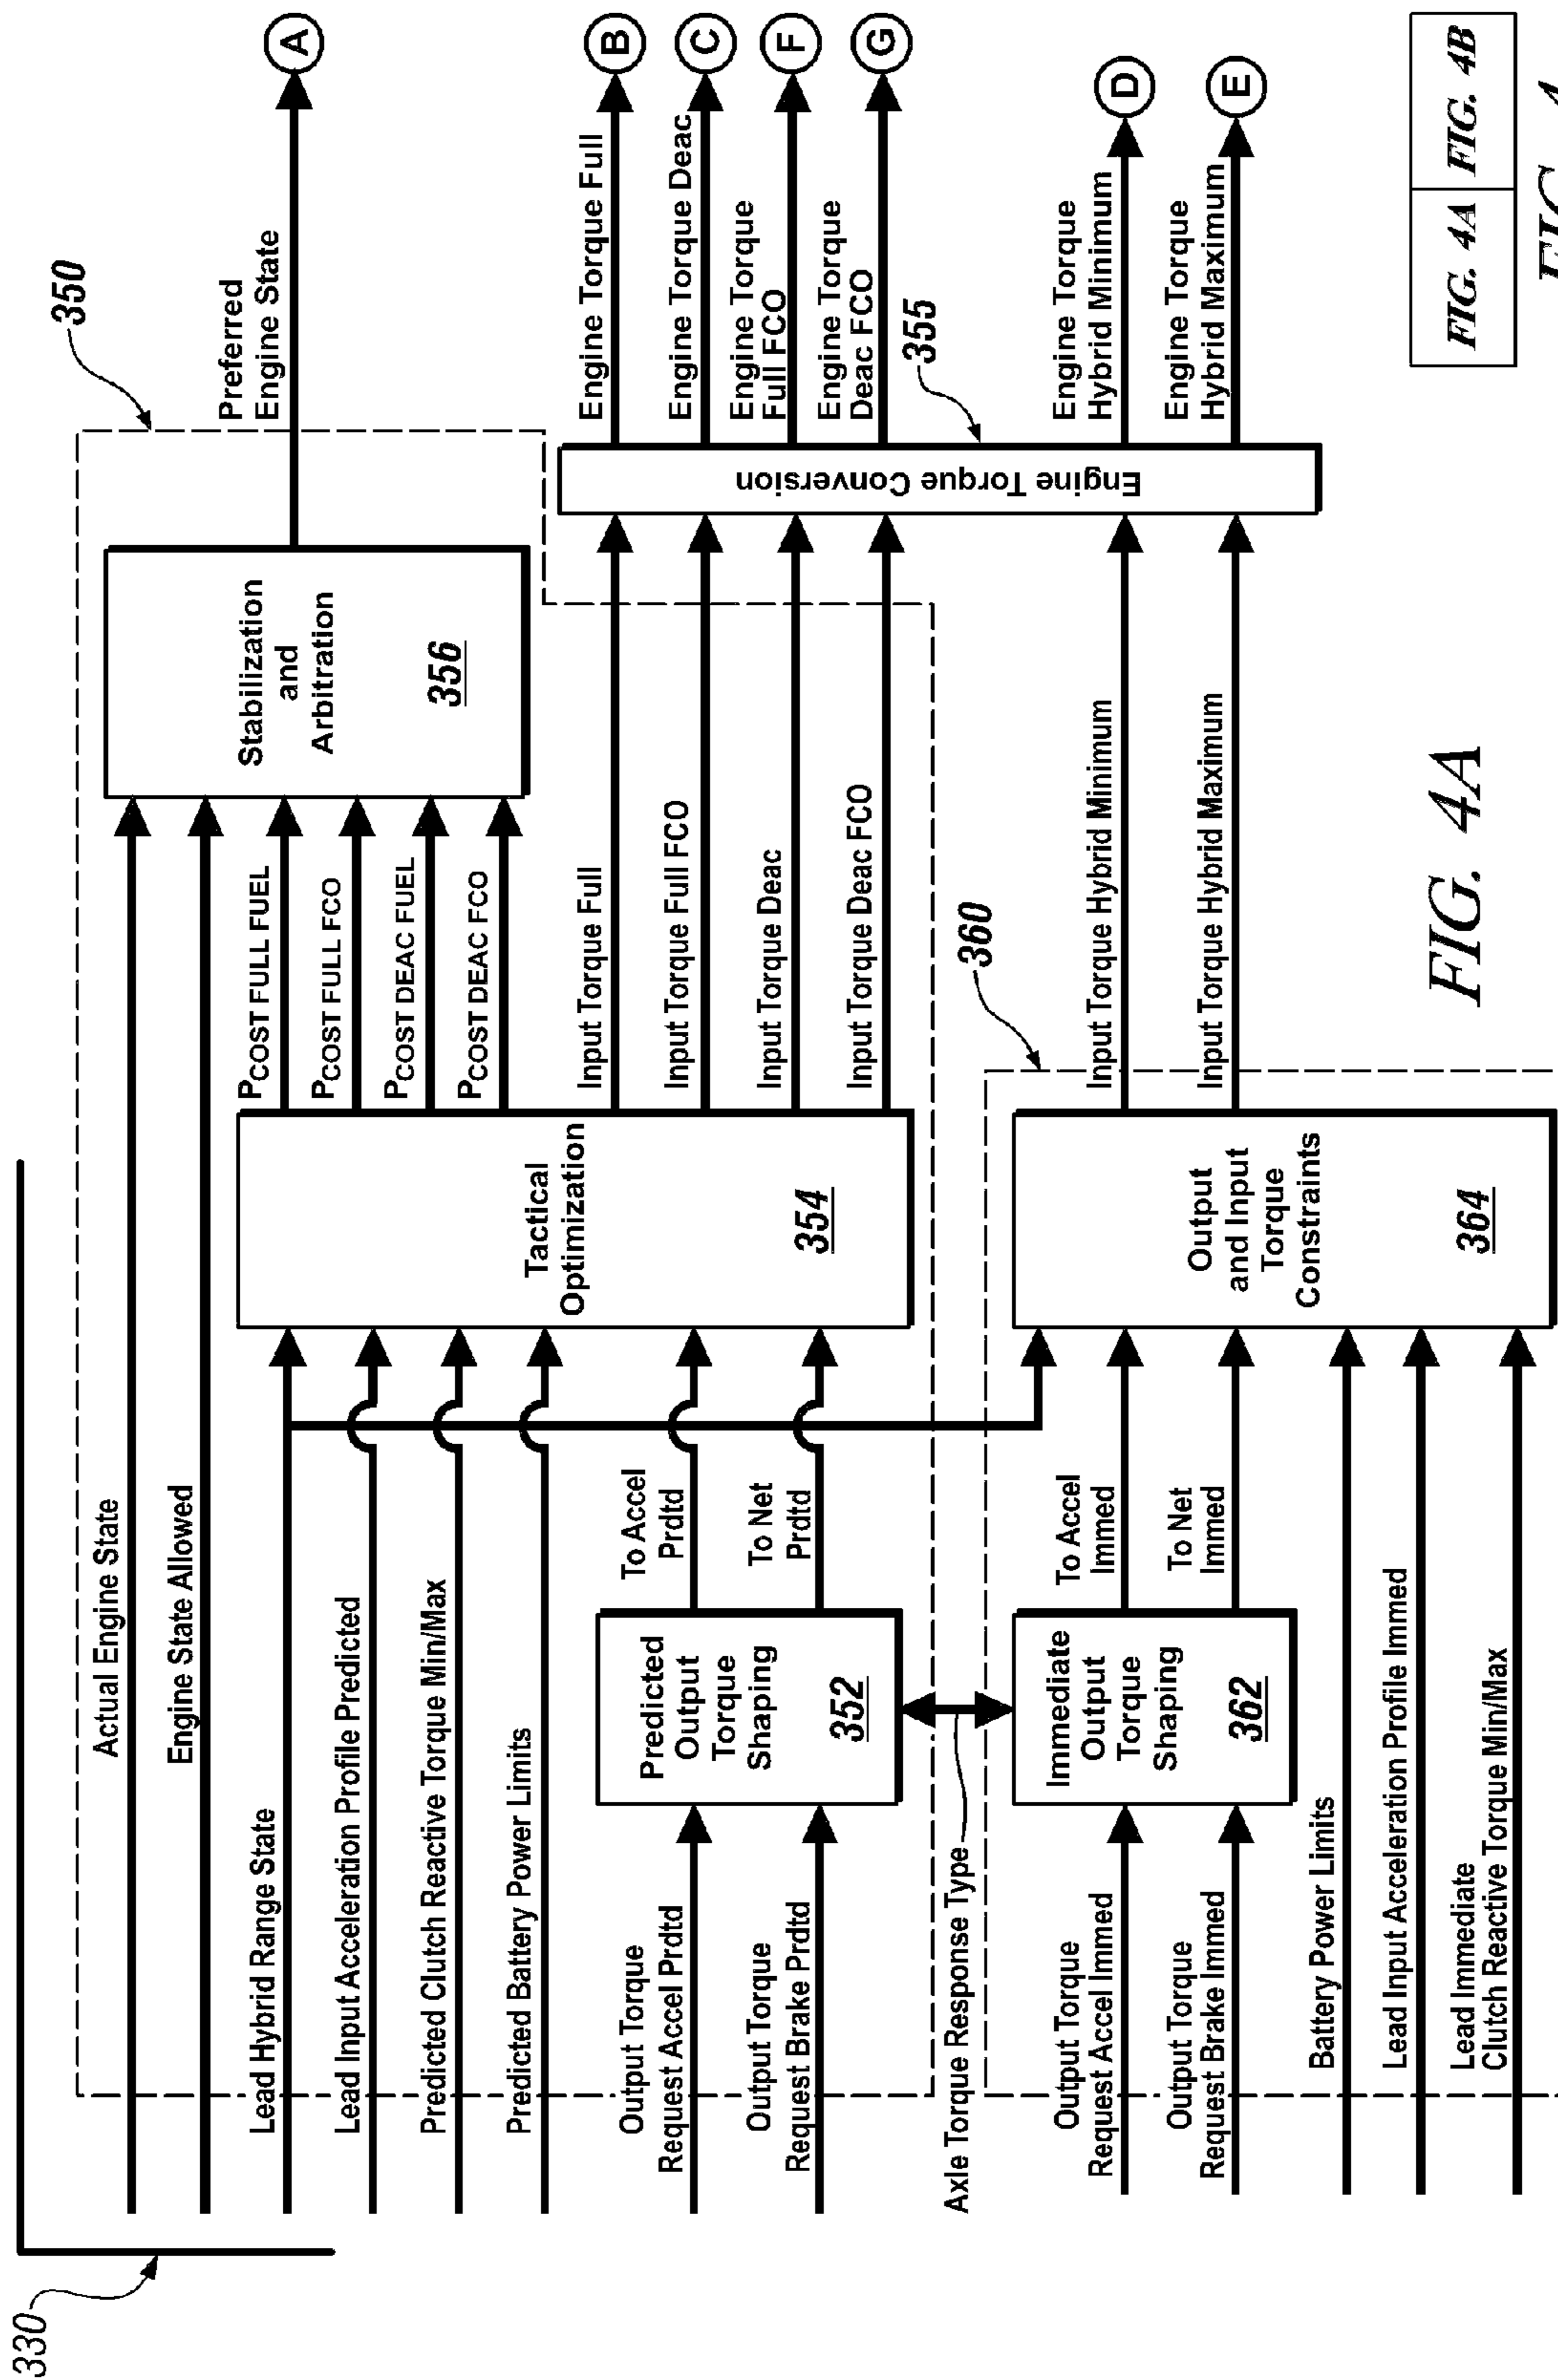 330
350
Actual Engine State
Engine State Allowed
Lead Hybrid Range State
Lead Input Acceleration Profile Predicted
Predicted Clutch Reactive Torque Min/Max
Predicted Battery Power Limits
Output Torque
Request Accel Prdtd
Output Torque
Request Brake Prdtd
Predicted
Output
Torque
Shaping
352
To Accel
Prdtd
To Net
Prdtd
Tactical
Optimization
354
PCOST FULL FUEL
PCOST FULL FCO
PCOST DEAC FUEL
PCOST DEAC FCO
Stabilization
and
Arbitration
356
Preferred
Engine State
A
Input Torque Full
Input Torque Full FCO
Input Torque Deac
Input Torque Deac FCO
Engine Torque Conversion
355
Engine Torque Full
B
Engine Torque Deac
C
Engine Torque
Full FCO
F
Engine Torque
Deac FCO
G
Axle Torque Response Type
360
Output Torque
Request Accel Immed
Output Torque
Request Brake Immed
Immediate
Output
Torque
Shaping
362
To Accel
Immed
To Net
Immed
Battery Power Limits
Lead Input Acceleration Profile Immed
Lead Immediate
Clutch Reactive Torque Min/Max
Output
and Input
Torque
Constraints
364
Input Torque Hybrid Minimum
Input Torque Hybrid Maximum
Engine Torque
Hybrid Minimum
D
Engine Torque
Hybrid Maximum
E
FIG. 4A
FIG. 4A FIG. 4B
FIG. 4